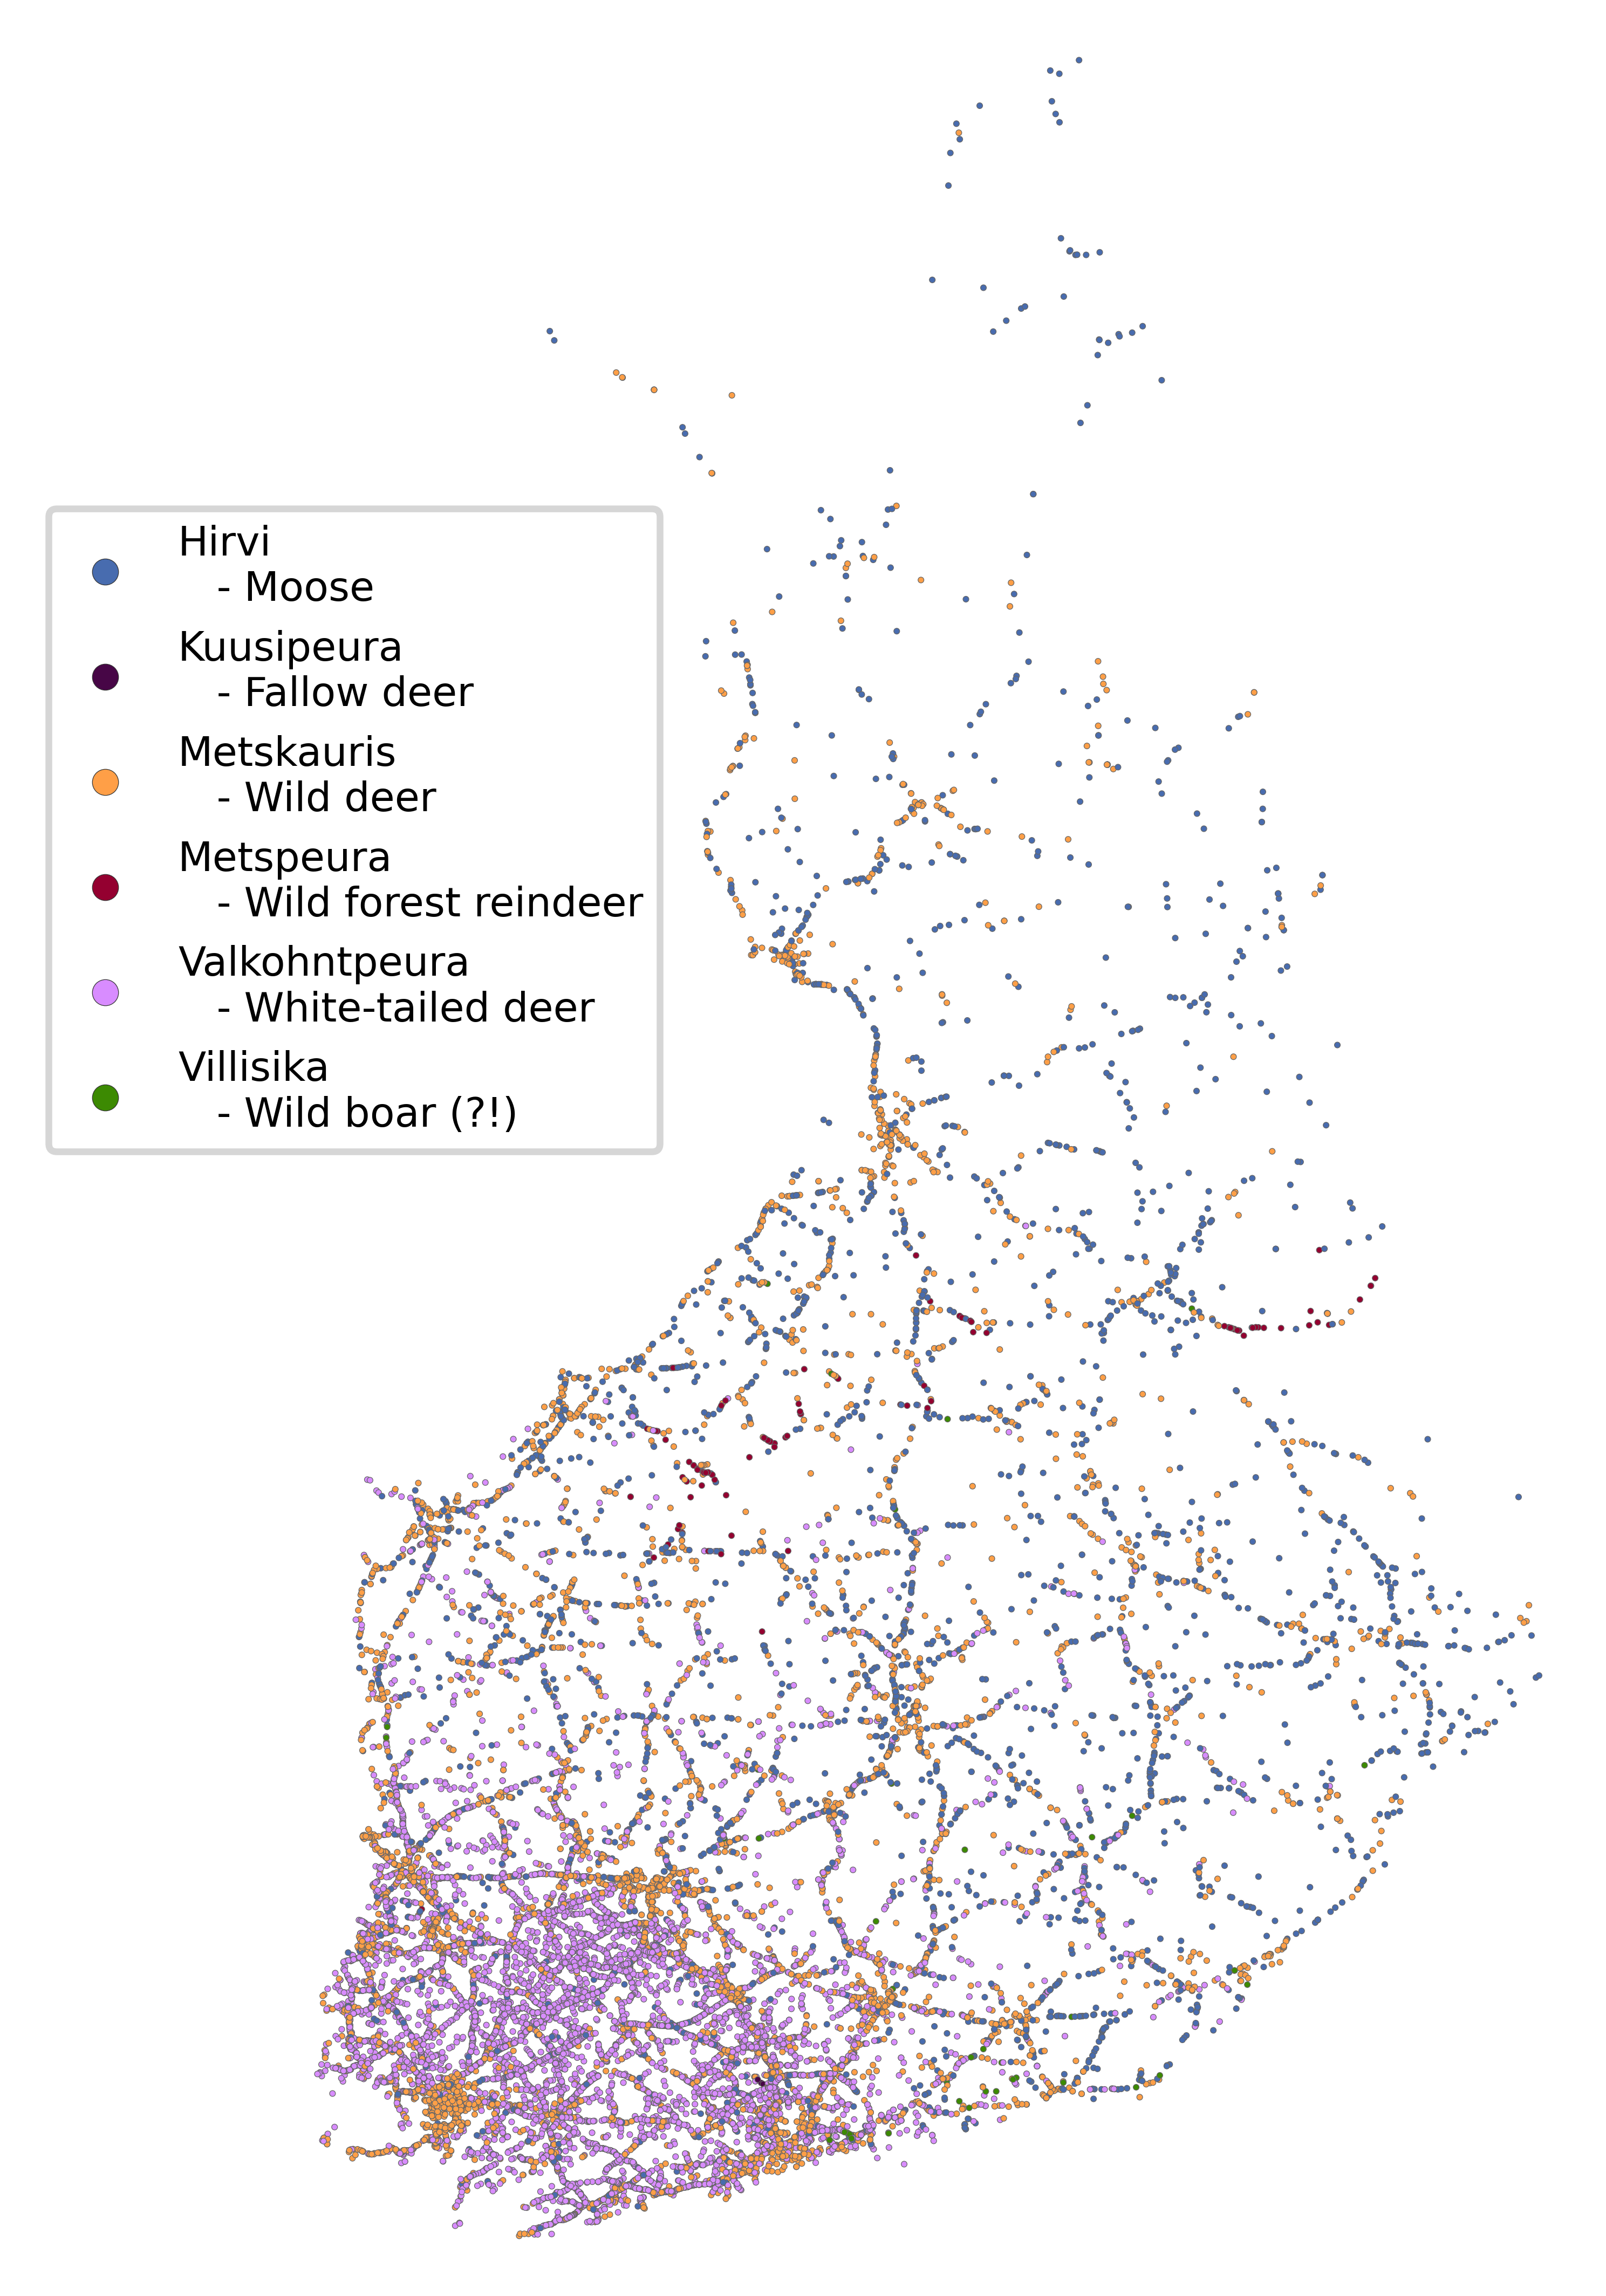 Hirvi
- Moose
Kuusipeura
- Fallow deer
Metskauris
- Wild deer
Metspeura
- Wild forest reindeer
Valkohntpeura
- White-tailed deer
Villisika
- Wild boar (?!)